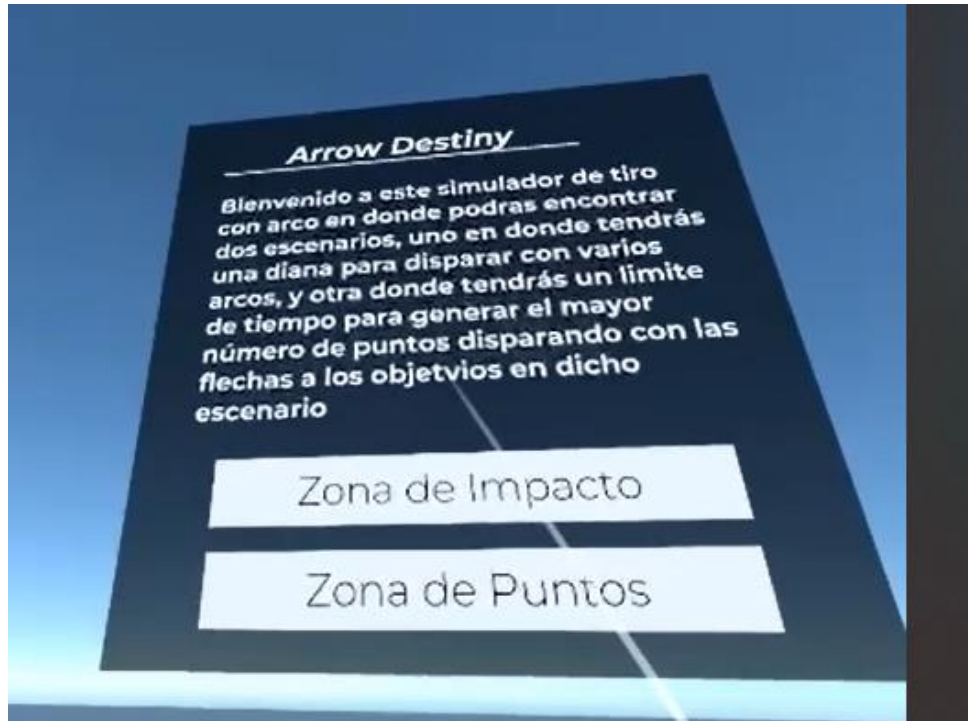 Arrow Destiny
Bienvenido a este simulador de tiro
con arco en donde podras encontrar
dos escenarios, uno en donde tendrás
una diana para disparar con varios
arcos, y otra donde tendrás un limite
de tiempo para generar el mayor
número de puntos disparando con las
flechas a los objetvios en dicho
escenario
Zona de Impacto
Zona de Puntos